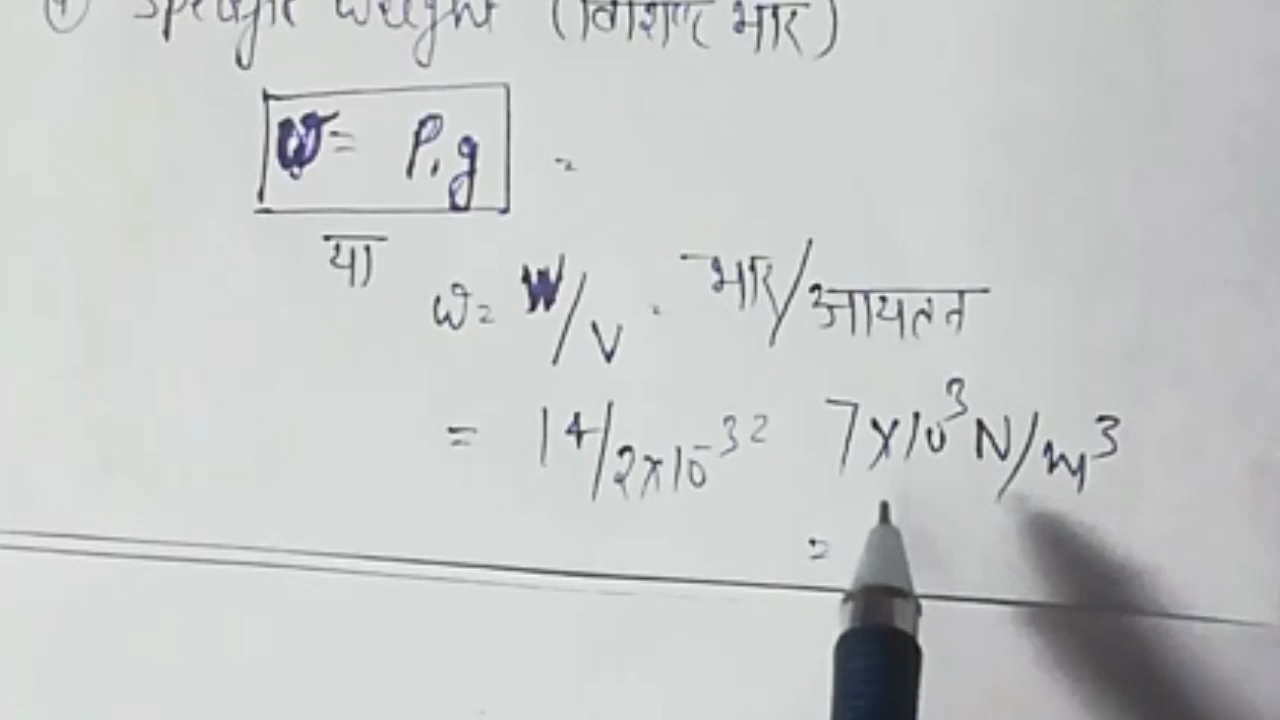 Specific Weight (विशिष्ट भार)
w = ρ.g =
या
w = W/V = भार/आयतन
= 14/2×10⁻³ = 7×10³ N/m³
=